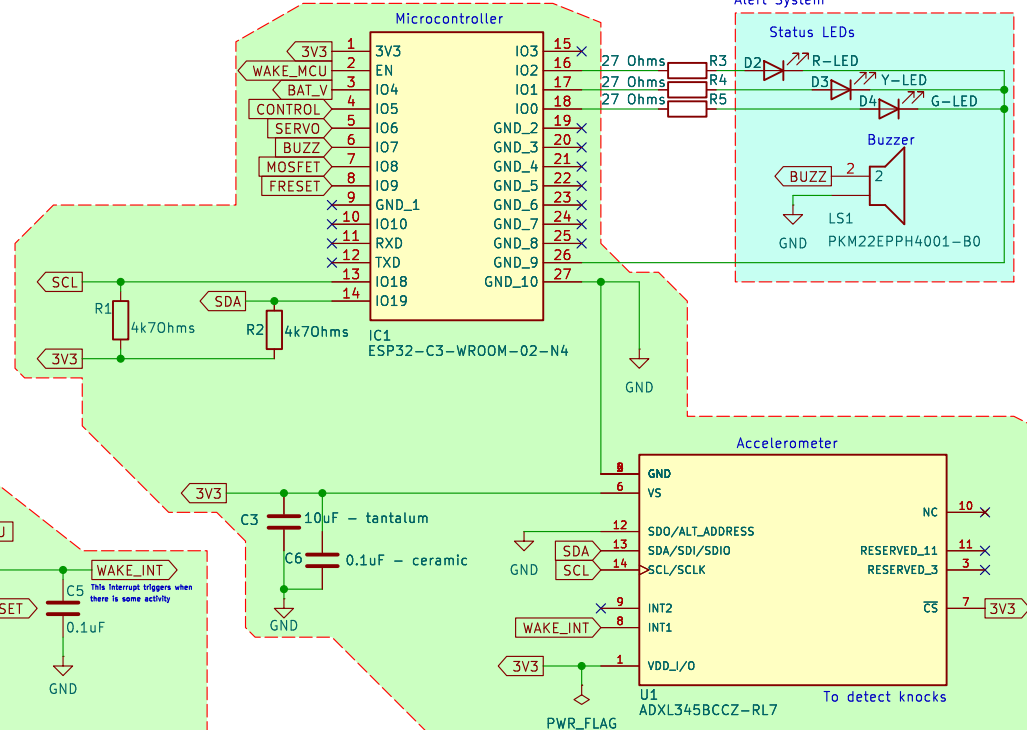 Alert System
Microcontroller
Status LEDs
3V3 1 3V3 IO3 15
WAKE_MCU 2 EN IO2 16 27 Ohms R3 D2 R-LED
BAT_V 3 IO4 IO1 17 27 Ohms R4 D3 Y-LED
CONTROL 4 IO5 IO0 18 27 Ohms R5 D4 G-LED
SERVO 5 IO6 GND_2 19
BUZZ 6 IO7 GND_3 20
MOSFET 7 IO8 GND_4 21
FRESET 8 IO9 GND_5 22
9 GND_1 GND_6 23
10 IO10 GND_7 24
11 RXD GND_8 25
12 TXD GND_9 26
SCL 13 IO18 GND_10 27
SDA 14 IO19
Buzzer
BUZZ 2 2
LS1
GND PKM22EPPH4001-B0
R1 4k7Ohms
R2 4k7Ohms
3V3
IC1
ESP32-C3-WROOM-02-N4
GND
Accelerometer
GND
3V3 6 VS
C3 10uF - tantalum
C6 0.1uF - ceramic
GND
GND
12 SDO/ALT_ADDRESS
SDA 13 SDA/SDI/SDIO
SCL 14 SCL/SCLK
9 INT2
WAKE_INT 8 INT1
3V3 1 VDD_I/O
NC 10
RESERVED_11 11
RESERVED_3 3
CS 7 3V3
PWR_FLAG
U1
ADXL345BCCZ-RL7
To detect knocks
U
WAKE_INT
This interrupt triggers when
there is some activity
SET
C5
0.1uF
GND